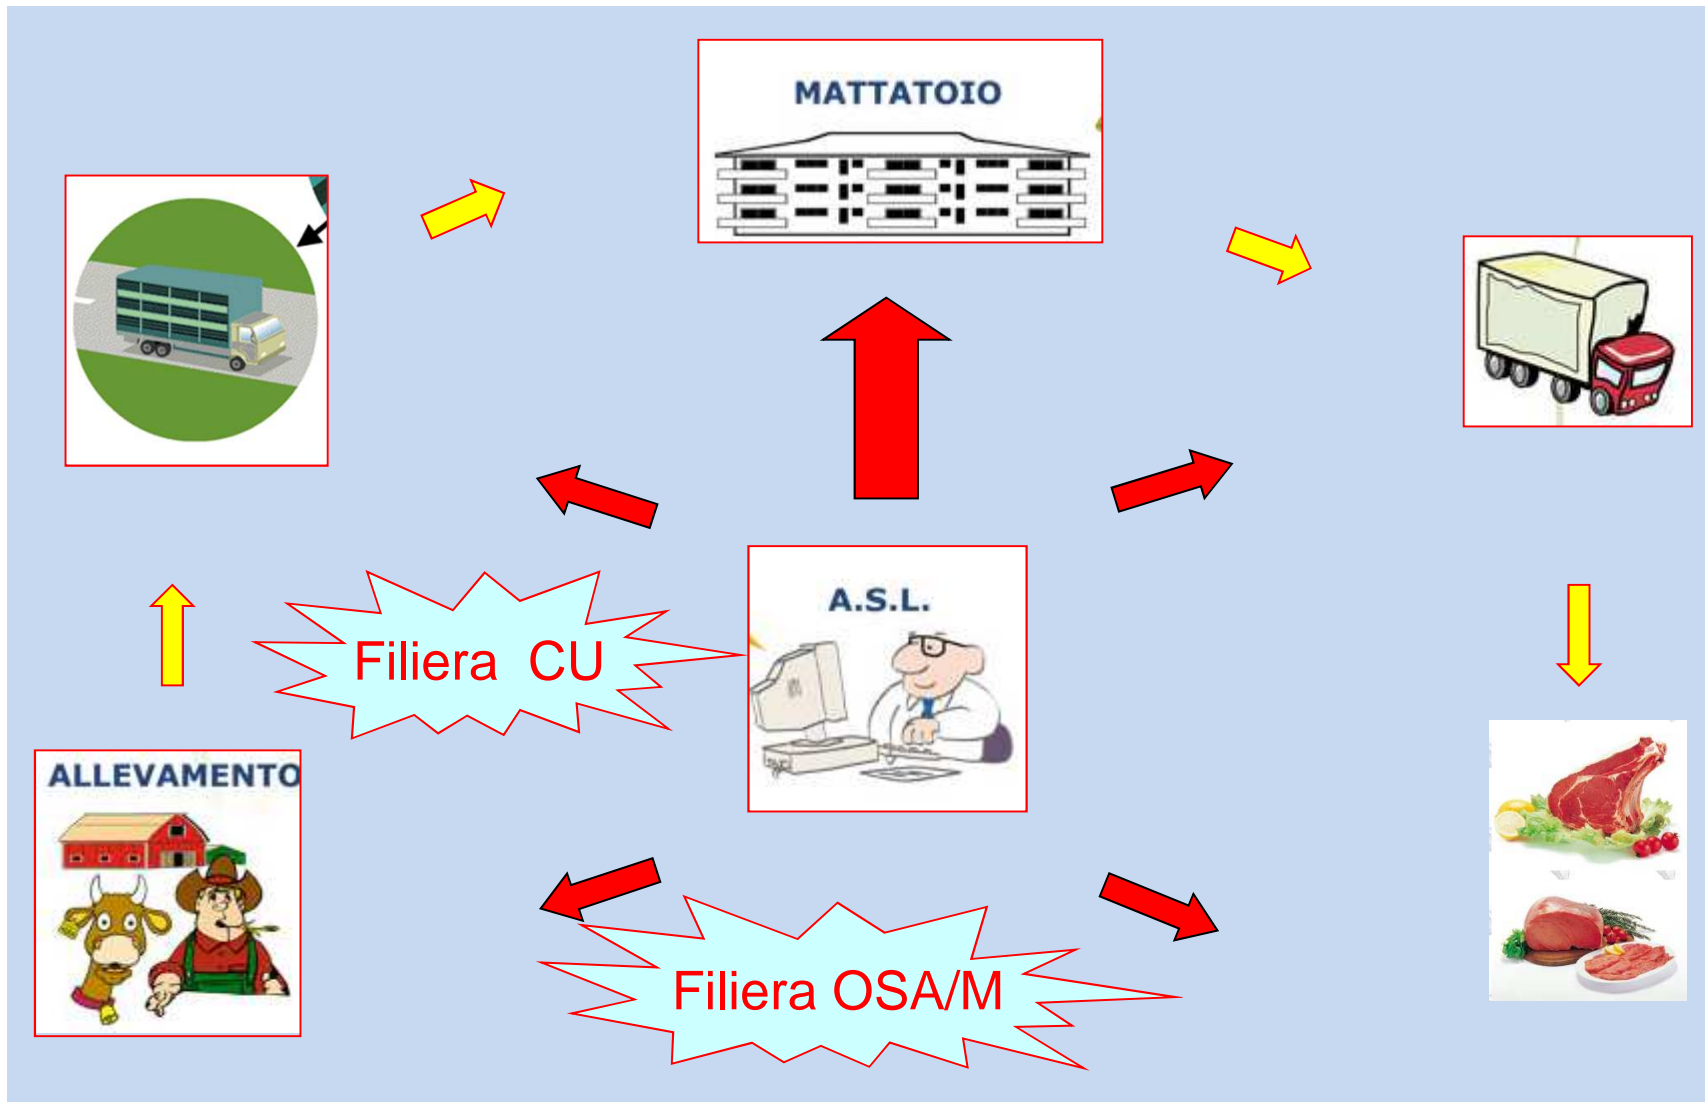 MATTATOIO
A.S.L.
Filiera CU
ALLEVAMENTO
Filiera OSA/M